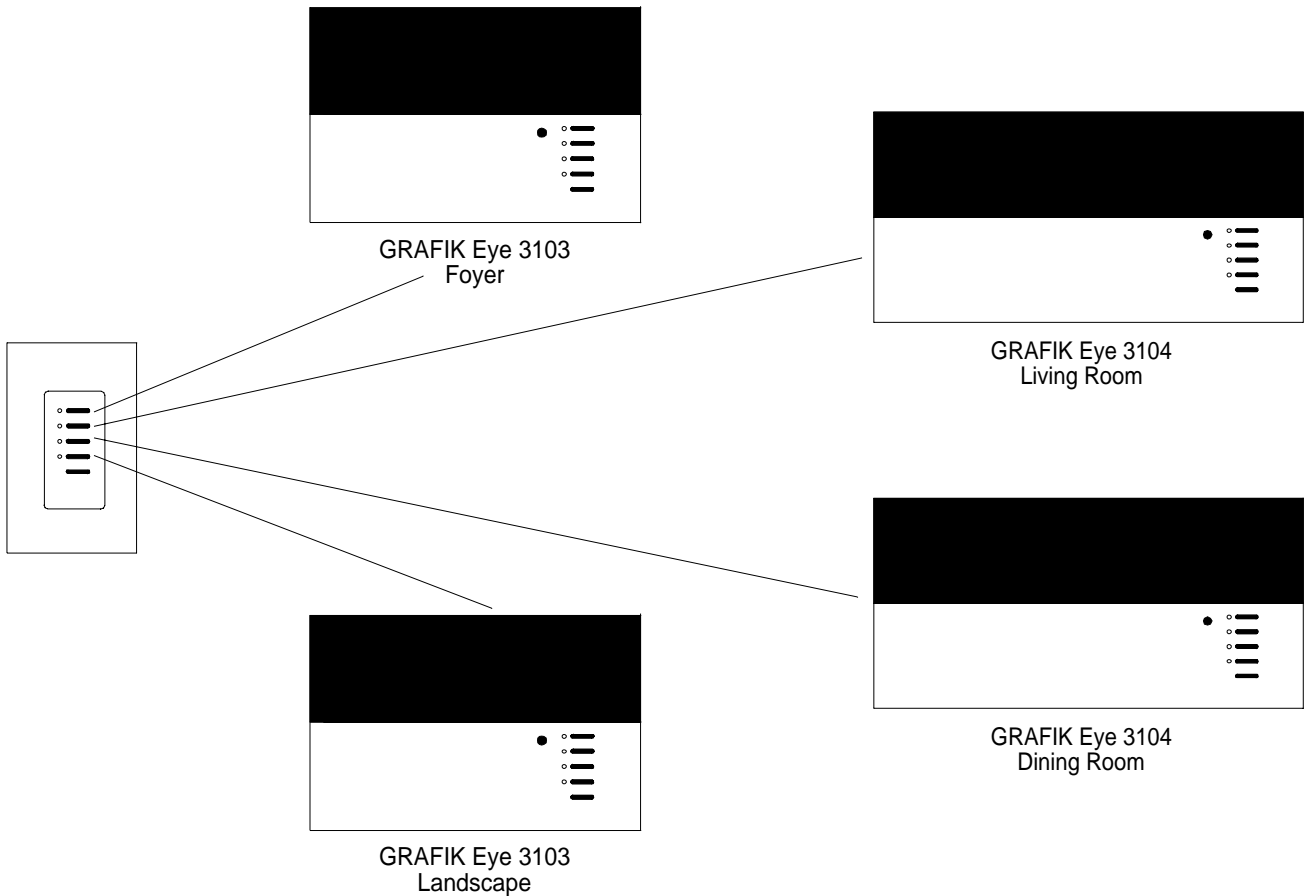 GRAFIK Eye 3103
Foyer
GRAFIK Eye 3104
Living Room
GRAFIK Eye 3104
Dining Room
GRAFIK Eye 3103
Landscape